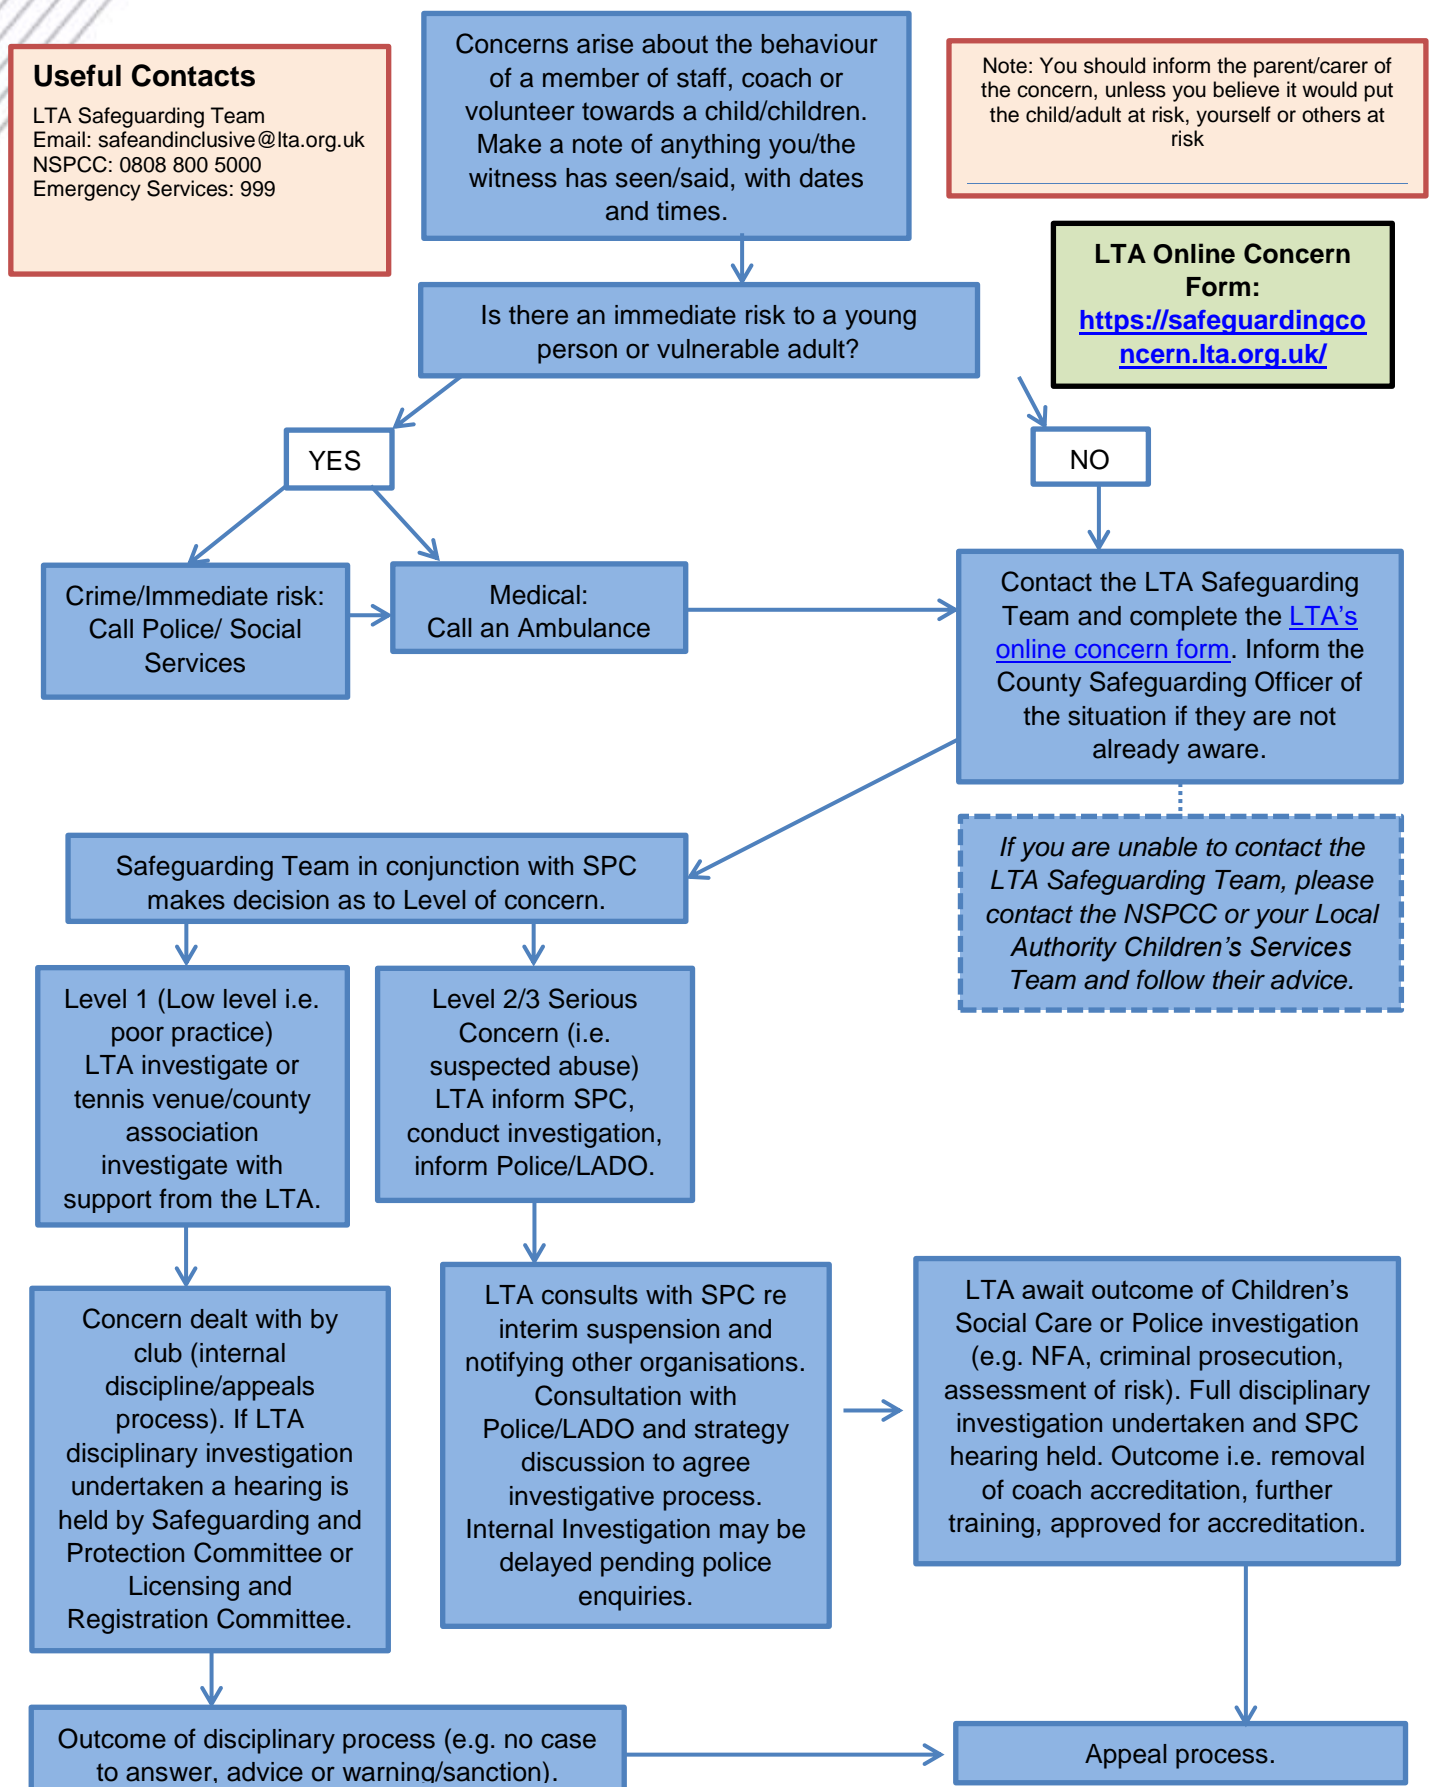 Useful Contacts
LTA Safeguarding Team
Email: safeandinclusive@lta.org.uk
NSPCC: 0808 800 5000
Emergency Services: 999
Concerns arise about the behaviour
of a member of staff, coach or
volunteer towards a child/children.
Make a note of anything you/the
witness has seen/said, with dates
and times.
Note: You should inform the parent/carer of
the concern, unless you believe it would put
the child/adult at risk, yourself or others at
risk
LTA Online Concern
Form:
https://safeguardingco
ncern.lta.org.uk/
Is there an immediate risk to a young
person or vulnerable adult?
YES
NO
Crime/Immediate risk:
Call Police/ Social
Services
Medical:
Call an Ambulance
Contact the LTA Safeguarding
Team and complete the LTA’s
online concern form. Inform the
County Safeguarding Officer of
the situation if they are not
already aware.
If you are unable to contact the
LTA Safeguarding Team, please
contact the NSPCC or your Local
Authority Children’s Services
Team and follow their advice.
Safeguarding Team in conjunction with SPC
makes decision as to Level of concern.
Level 1 (Low level i.e.
poor practice)
LTA investigate or
tennis venue/county
association
investigate with
support from the LTA.
Level 2/3 Serious
Concern (i.e.
suspected abuse)
LTA inform SPC,
conduct investigation,
inform Police/LADO.
Concern dealt with by
club (internal
discipline/appeals
process). If LTA
disciplinary investigation
undertaken a hearing is
held by Safeguarding and
Protection Committee or
Licensing and
Registration Committee.
LTA consults with SPC re
interim suspension and
notifying other organisations.
Consultation with
Police/LADO and strategy
discussion to agree
investigative process.
Internal Investigation may be
delayed pending police
enquiries.
LTA await outcome of Children’s
Social Care or Police investigation
(e.g. NFA, criminal prosecution,
assessment of risk). Full disciplinary
investigation undertaken and SPC
hearing held. Outcome i.e. removal
of coach accreditation, further
training, approved for accreditation.
Outcome of disciplinary process (e.g. no case
to answer, advice or warning/sanction).
Appeal process.